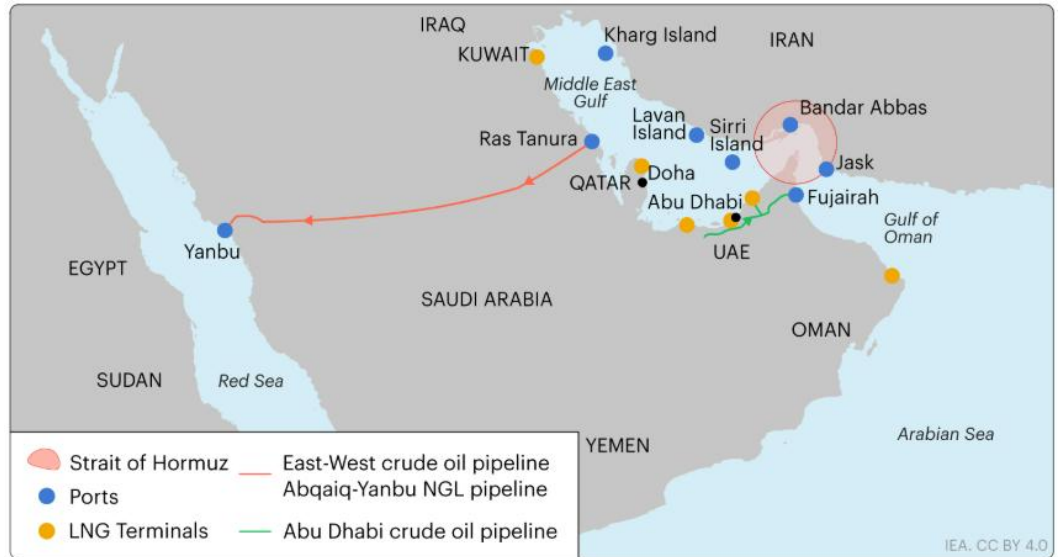 IRAQ
Kharg Island
IRAN
KUWAIT
Middle East
Gulf
Bandar Abbas
Lavan
Island
Sirri
Island
Ras Tanura
Jask
Doha
QATAR
Abu Dhabi
Fujairah
Gulf of
Oman
Yanbu
UAE
EGYPT
SAUDI ARABIA
OMAN
SUDAN
Red Sea
YEMEN
Arabian Sea
Strait of Hormuz
Ports
LNG Terminals
East-West crude oil pipeline
Abqaiq-Yanbu NGL pipeline
Abu Dhabi crude oil pipeline
IEA. CC BY 4.0